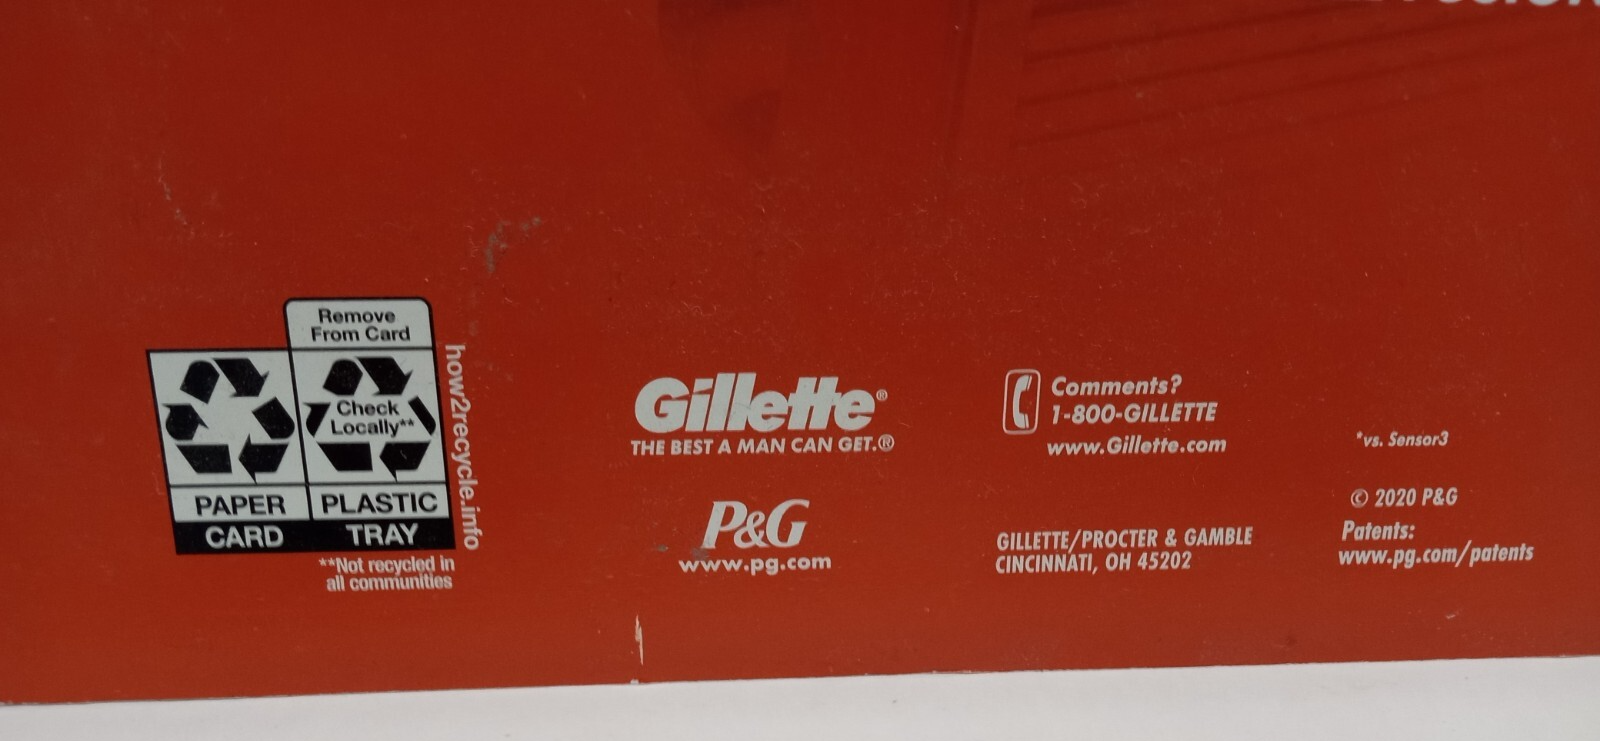 Remove
From Card
Check
Locally**
PAPER
PLASTIC
CARD
TRAY
how2recycle.info
**Not recycled in
all communities
Gillette®
THE BEST A MAN CAN GET.®
P&G
www.pg.com
Comments?
1-800-GILLETTE
www.Gillette.com
GILLETTE/PROCTER & GAMBLE
CINCINNATI, OH 45202
*vs. Sensor3
© 2020 P&G
Patents:
www.pg.com/patents